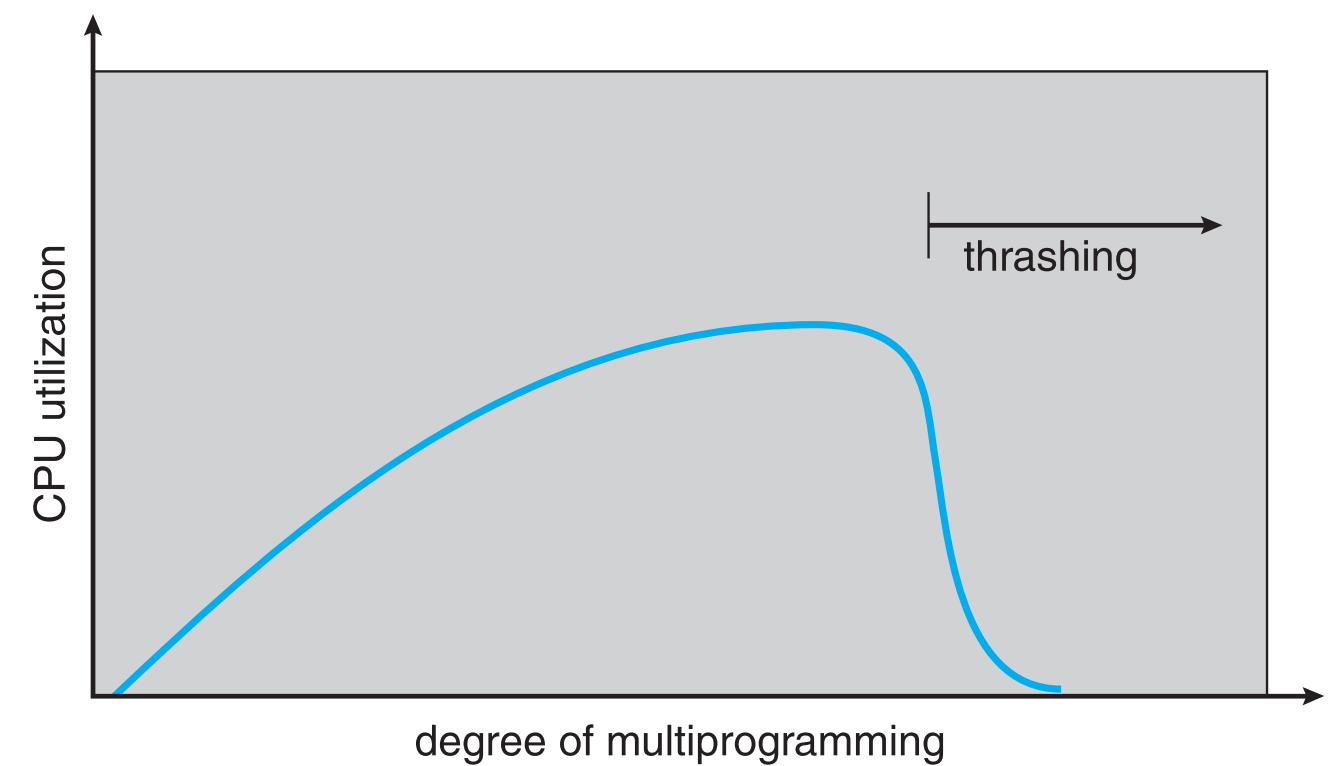 thrashing
CPU utilization
degree of multiprogramming